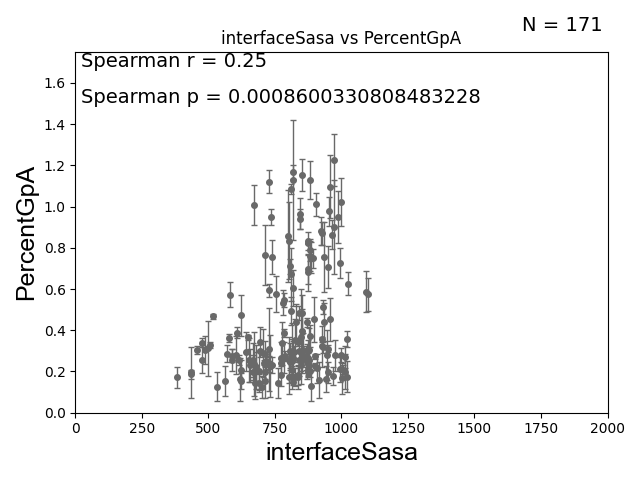 N = 171
interfaceSasa vs PercentGpA
Spearman r = 0.25
Spearman p = 0.0008600330808483228
PercentGpA
1.6
1.4
1.2
1.0
0.8
0.6
0.4
0.2
0.0
0 250 500 750 1000 1250 1500 1750 2000
interfaceSasa